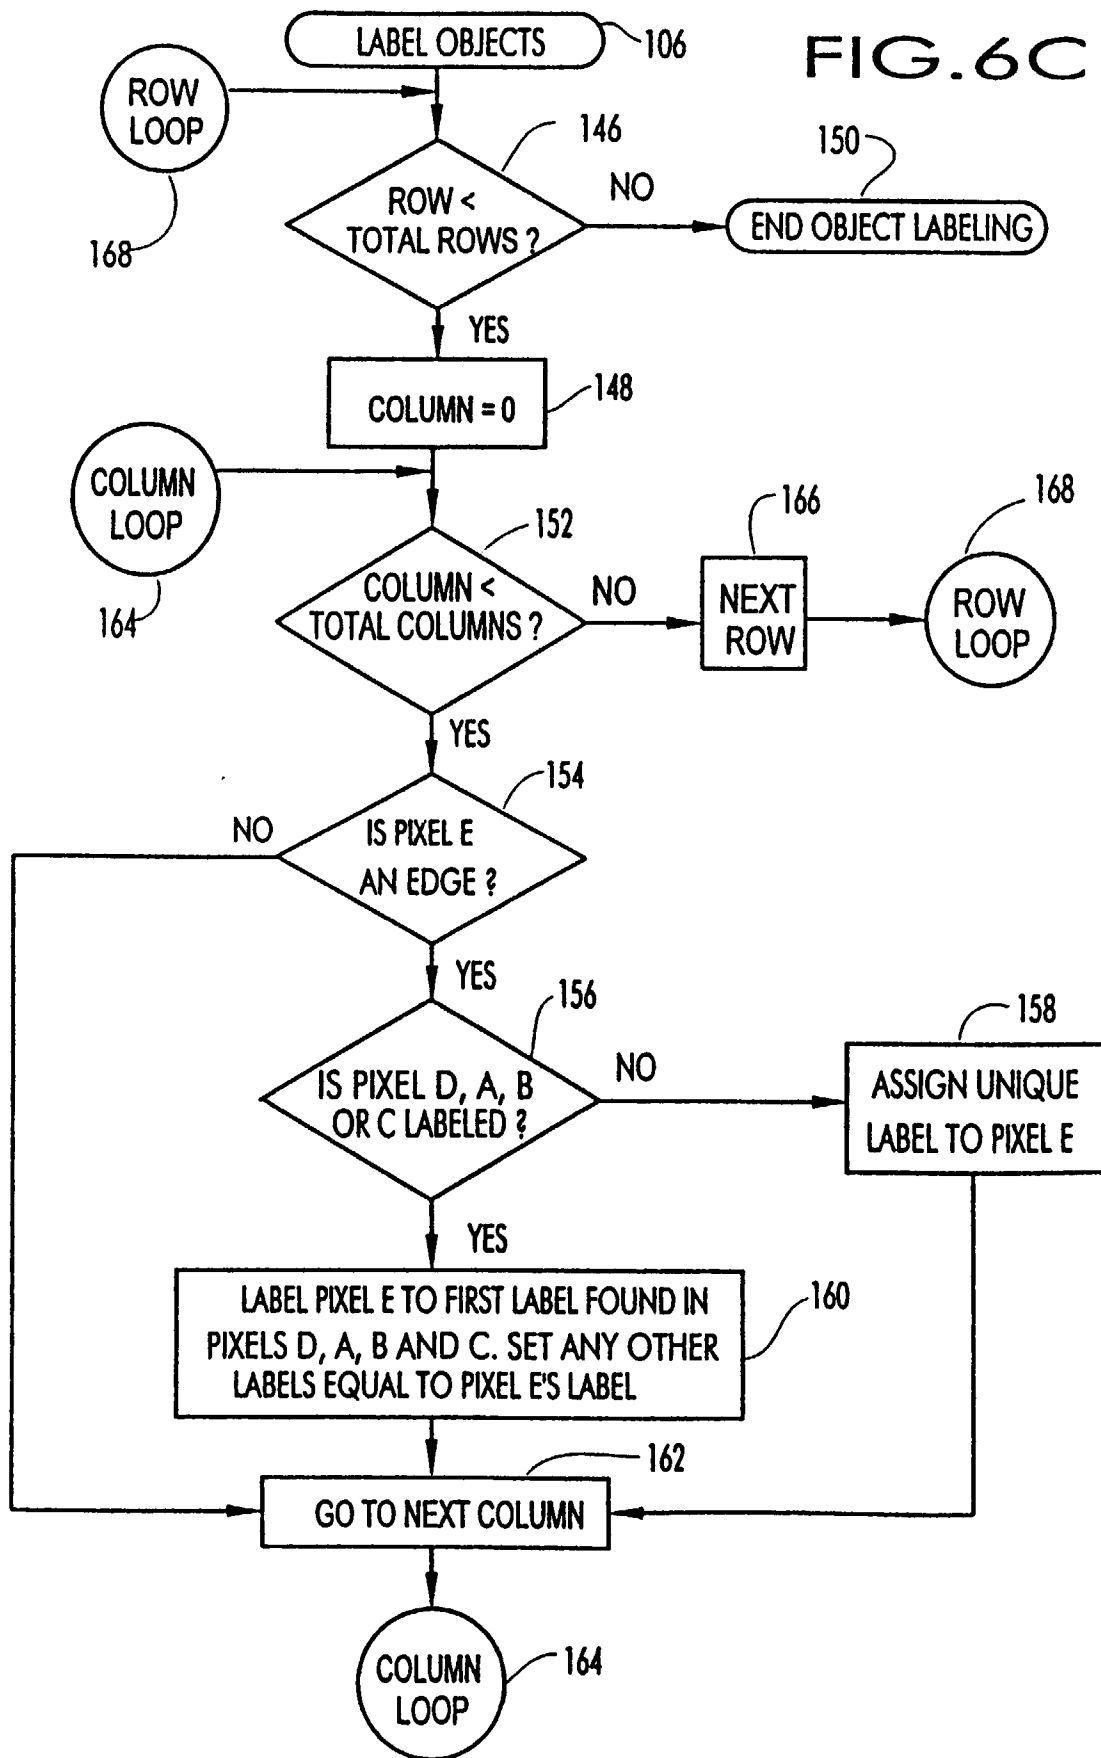 LABEL OBJECTS
106
FIG.6C
ROW
LOOP
168
146
ROW <
TOTAL ROWS ?
NO
150
END OBJECT LABELING
YES
COLUMN = 0
148
COLUMN
LOOP
164
152
COLUMN <
TOTAL COLUMNS ?
NO
166
NEXT
ROW
168
ROW
LOOP
YES
154
IS PIXEL E
AN EDGE ?
NO
YES
156
IS PIXEL D, A, B
OR C LABELED ?
NO
158
ASSIGN UNIQUE
LABEL TO PIXEL E
YES
LABEL PIXEL E TO FIRST LABEL FOUND IN
PIXELS D, A, B AND C. SET ANY OTHER
LABELS EQUAL TO PIXEL E'S LABEL
160
162
GO TO NEXT COLUMN
COLUMN
LOOP
164